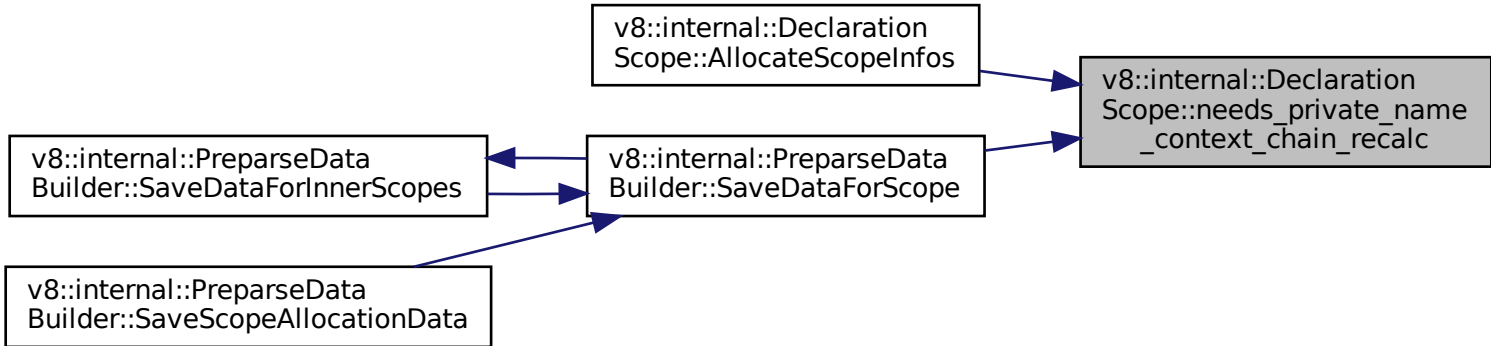 v8::internal::Declaration
Scope::AllocateScopeInfos
v8::internal::Declaration
Scope::needs_private_name
_context_chain_recalc
v8::internal::PreparseData
Builder::SaveDataForInnerScopes
v8::internal::PreparseData
Builder::SaveDataForScope
v8::internal::PreparseData
Builder::SaveScopeAllocationData